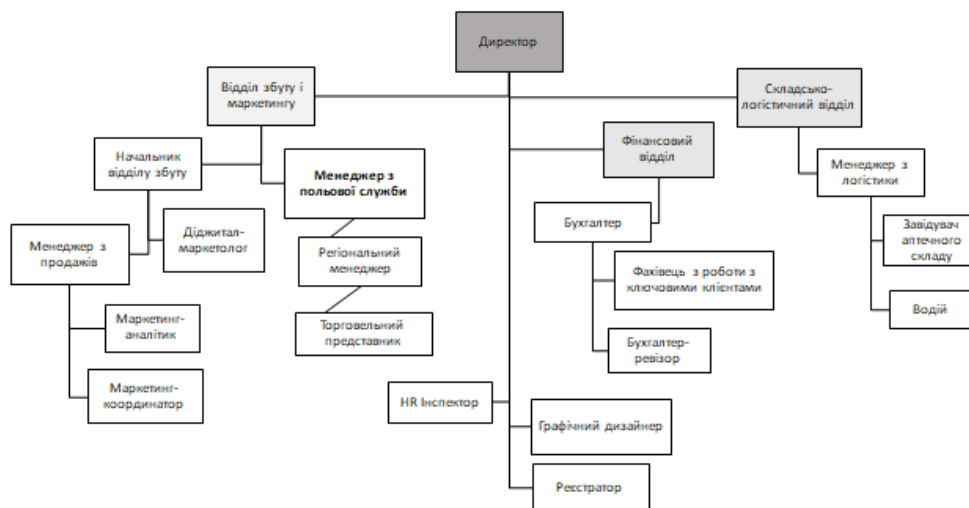 Директор
Відділ збуту і
маркетингу
Складсько-
логістичний відділ
Фінансовий
відділ
Начальник
відділу збуту
Менеджер з
польової служби
Менеджер з
логістики
Бухгалтер
Діджитал-
маркетолог
Менеджер з
продажів
Регіональний
менеджер
Завідувач
аптечного
складу
Фахівець з роботи з
ключовими клієнтами
Маркетинг-
аналітик
Торговельний
представник
Водій
Бухгалтер-
ревізор
Маркетинг-
координатор
HR Інспектор
Графічний дизайнер
Реєстратор